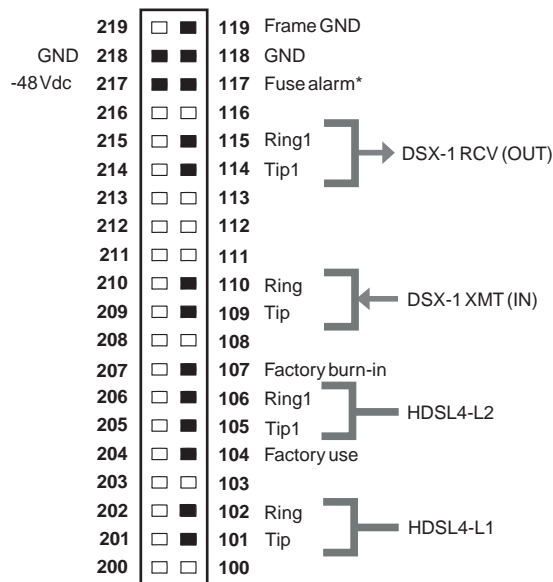 219 119 Frame GND
GND 218 118 GND
-48Vdc 217 117 Fuse alarm*
216 116
215 115 Ring1
DSX-1 RCV (OUT)
214 114 Tip1
213 113
212 112
211 111
210 110 Ring
DSX-1 XMT (IN)
209 109 Tip
208 108
207 107 Factory burn-in
206 106 Ring1
HDSL4-L2
205 105 Tip1
204 104 Factory use
203 103
202 102 Ring
HDSL4-L1
201 101 Tip
200 100